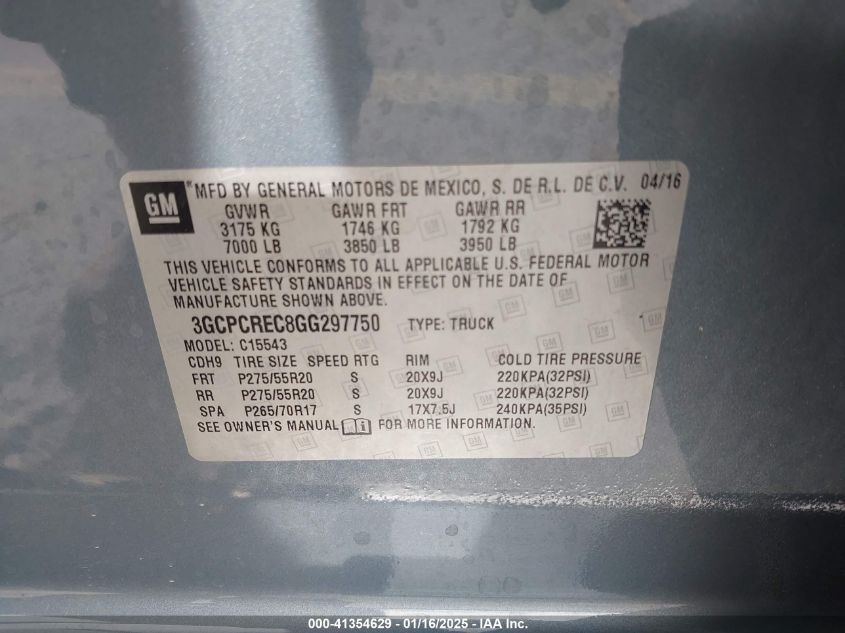 GM
MFD BY GENERAL MOTORS DE MEXICO, S. DE R.L. DE C.V. 04/16
GVWR GAWR FRT GAWR RR
3175 KG 1746 KG 1792 KG
7000 LB 3850 LB 3950 LB
THIS VEHICLE CONFORMS TO ALL APPLICABLE U.S. FEDERAL MOTOR
VEHICLE SAFETY STANDARDS IN EFFECT ON THE DATE OF
MANUFACTURE SHOWN ABOVE.
3GCPCREC8GG297750 TYPE: TRUCK
MODEL: C15543
CDH9 TIRE SIZE SPEED RTG RIM COLD TIRE PRESSURE
FRT P275/55R20 S 20X9J 220KPA(32PSI)
RR P275/55R20 S 20X9J 220KPA(32PSI)
SPA P265/70R17 S 17X7.5J 240KPA(35PSI)
SEE OWNER'S MANUAL FOR MORE INFORMATION.
000-41354629 - 01/16/2025 - IAA Inc.